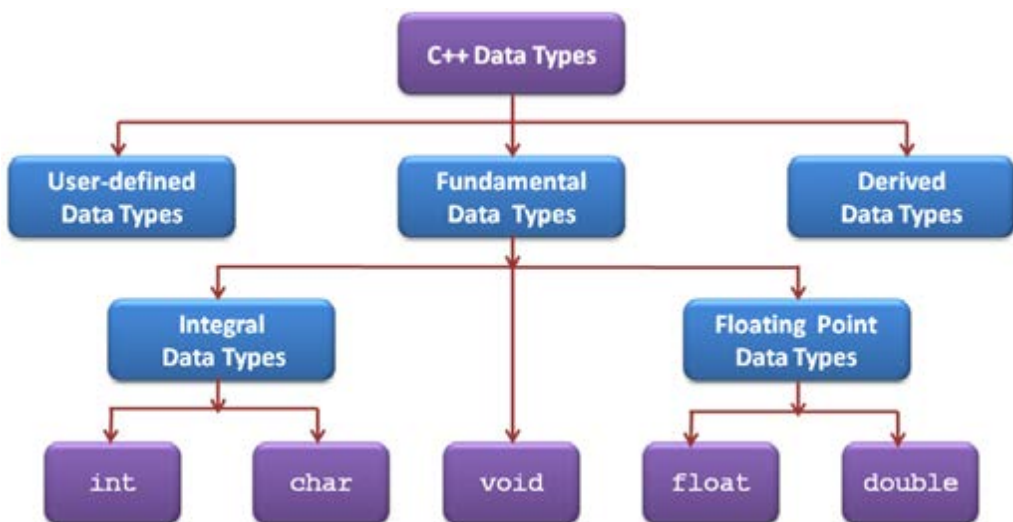 C++ Data Types
User-defined
Data Types
Fundamental
Data Types
Derived
Data Types
Integral
Data Types
Floating Point
Data Types
int
char
void
float
double